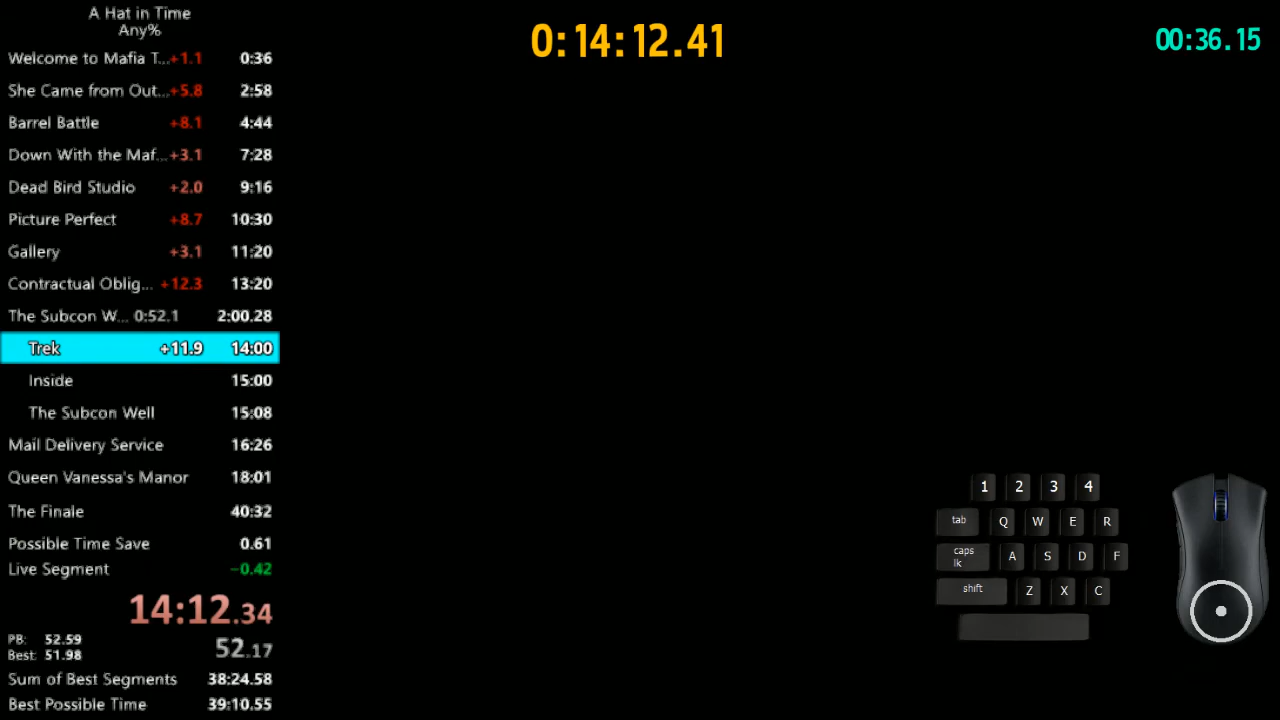 A Hat in Time
Any%
0:14:12.41
00:36.15
Welcome to Mafia T... +1.1 0:36
She Came from Out... +5.8 2:58
Barrel Battle +8.1 4:44
Down With the Maf... +3.1 7:28
Dead Bird Studio +2.0 9:16
Picture Perfect +8.7 10:30
Gallery +3.1 11:20
Contractual Oblig... +12.3 13:20
The Subcon W... 0:52.1 2:00.28
Trek +11.9 14:00
Inside 15:00
The Subcon Well 15:08
Mail Delivery Service 16:26
Queen Vanessa's Manor 18:01
The Finale 40:32
Possible Time Save 0.61
Live Segment -0.42
14:12.34
PB: 52.59
Best: 51.98
52.17
Sum of Best Segments 38:24.58
Best Possible Time 39:10.55
1 2 3 4
tab Q W E R
caps lk A S D F
shift Z X C